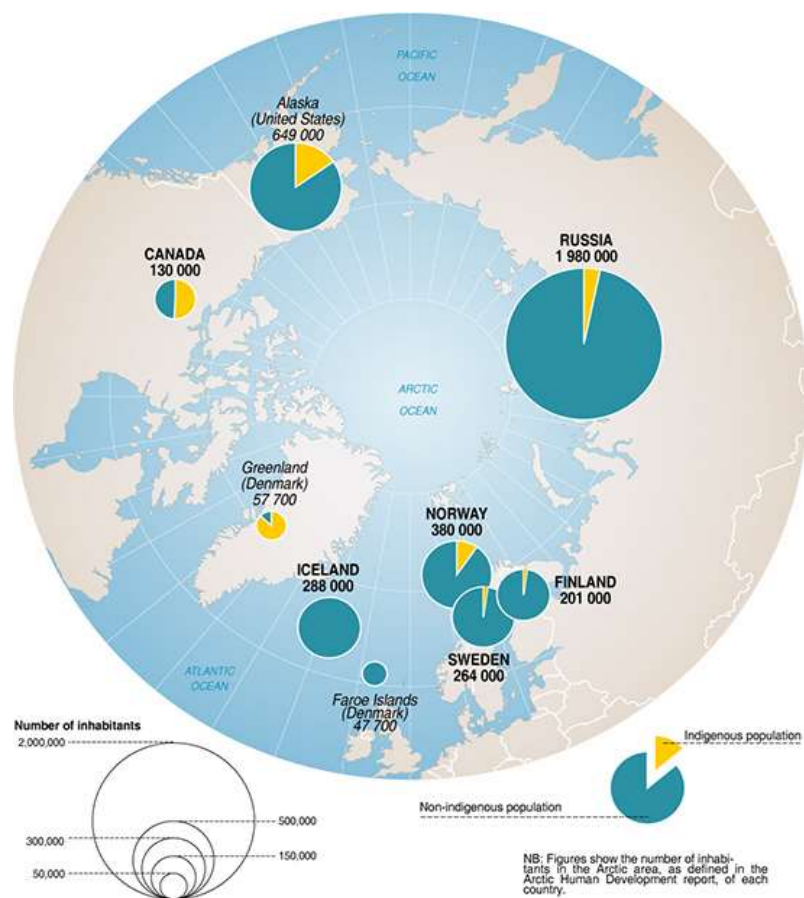 PACIFIC
OCEAN
Alaska
(United States)
649 000
CANADA
130 000
RUSSIA
1 980 000
ARCTIC
OCEAN
Greenland
(Denmark)
57 700
NORWAY
380 000
ICELAND
288 000
FINLAND
201 000
SWEDEN
264 000
ATLANTIC
OCEAN
Faroe Islands
(Denmark)
47 700
Number of inhabitants
2,000,000
500,000
300,000
150,000
50,000
Indigenous population
Non-indigenous population
NB: Figures show the number of inhabi-
tants in the Arctic area, as defined in the
Arctic Human Development report, of each
country.